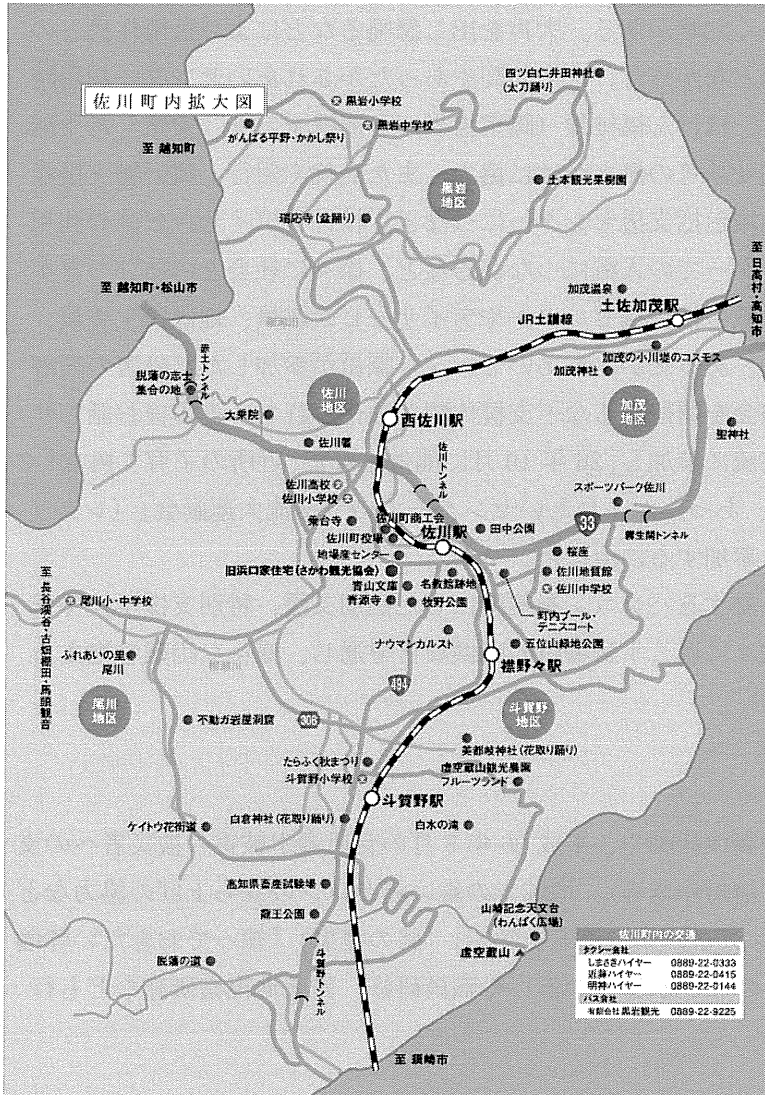 佐川町内拡大図
四ツ白仁井田神社
(太刀踊り)
黒岩小学校
黒岩中学校
がんばる平野・かかし祭り
至 越知町
黒岩
地区
土本観光果樹園
瑞応寺(盆踊り)
至 日高村・高知市
至 越知町・松山市
加茂温泉
土佐加茂駅
JR土讃線
赤土トンネル
加茂の小川堤のコスモス
加茂神社
脱藩の志士
集合の地
佐川
地区
加茂
地区
大乗院
西佐川駅
聖神社
佐川署
佐川トンネル
スポーツパーク佐川
佐川高校
佐川小学校
33
霧生関トンネル
乗台寺
佐川町商工会
佐川町役場
佐川駅
田中公園
地場産センター
桜座
旧浜口家住宅(さかわ観光協会)
佐川地質館
佐川中学校
青山文庫
名教館跡地
青源寺
牧野公園
町内プール・
テニスコート
至 長谷渓谷・古畑棚田・馬頭観音
尾川小・中学校
ナウマンカルスト
五位山緑地公園
ふれあいの里
尾川
襟野々駅
494
尾川
地区
斗賀野
地区
不動ガ岩屋洞窟
308
美都岐神社(花取り踊り)
たらふく秋まつり
虚空蔵山観光農園
フルーツランド
斗賀野小学校
斗賀野駅
ケイトウ花街道
白倉神社(花取り踊り)
白水の滝
高知県畜産試験場
山崎記念天文台
(わんぱく広場)
斗賀野トンネル
脱藩の道
虚空蔵山
至 須崎市
佐川町内の交通
タクシー会社
しまさきハイヤー 0889-22-0333
近藤ハイヤー 0889-22-0415
明神ハイヤー 0889-22-0144
バス会社
有限会社 黒岩観光 0889-22-9225